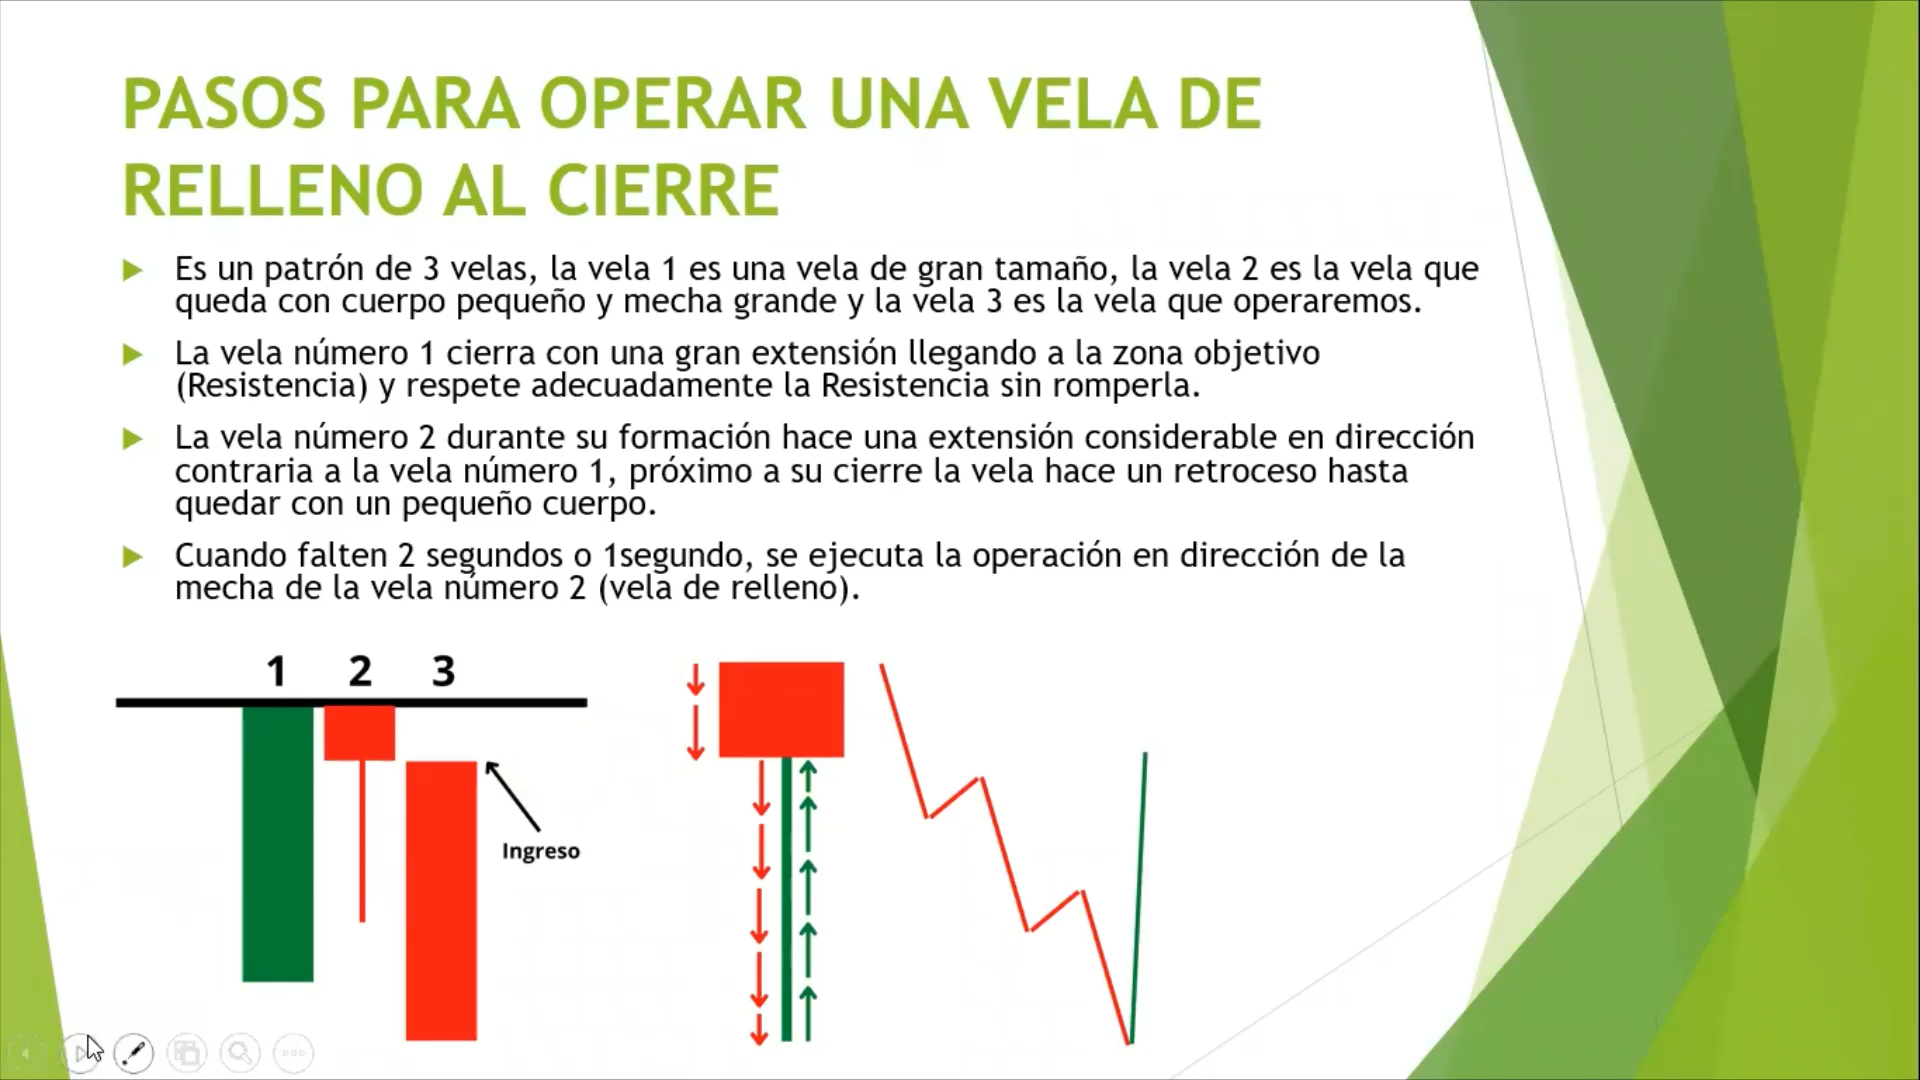 PASOS PARA OPERAR UNA VELA DE
RELLENO AL CIERRE
Es un patrón de 3 velas, la vela 1 es una vela de gran tamaño, la vela 2 es la vela que
queda con cuerpo pequeño y mecha grande y la vela 3 es la vela que operaremos.
La vela número 1 cierra con una gran extensión llegando a la zona objetivo
(Resistencia) y respete adecuadamente la Resistencia sin romperla.
La vela número 2 durante su formación hace una extensión considerable en dirección
contraria a la vela número 1, próximo a su cierre la vela hace un retroceso hasta
quedar con un pequeño cuerpo.
Cuando falten 2 segundos o 1segundo, se ejecuta la operación en dirección de la
mecha de la vela número 2 (vela de relleno).
1 2 3
Ingreso